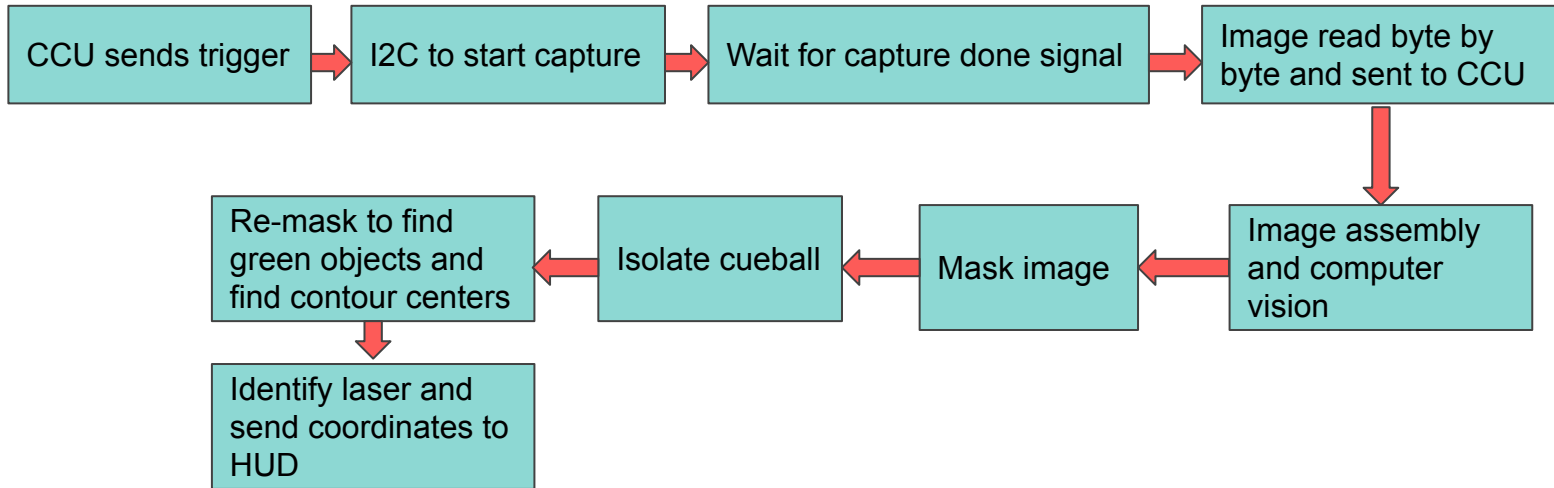 CCU sends trigger
I2C to start capture
Wait for capture done signal
Image read byte by
byte and sent to CCU
Image assembly
and computer
vision
Mask image
Isolate cueball
Re-mask to find
green objects and
find contour centers
Identify laser and
send coordinates to
HUD